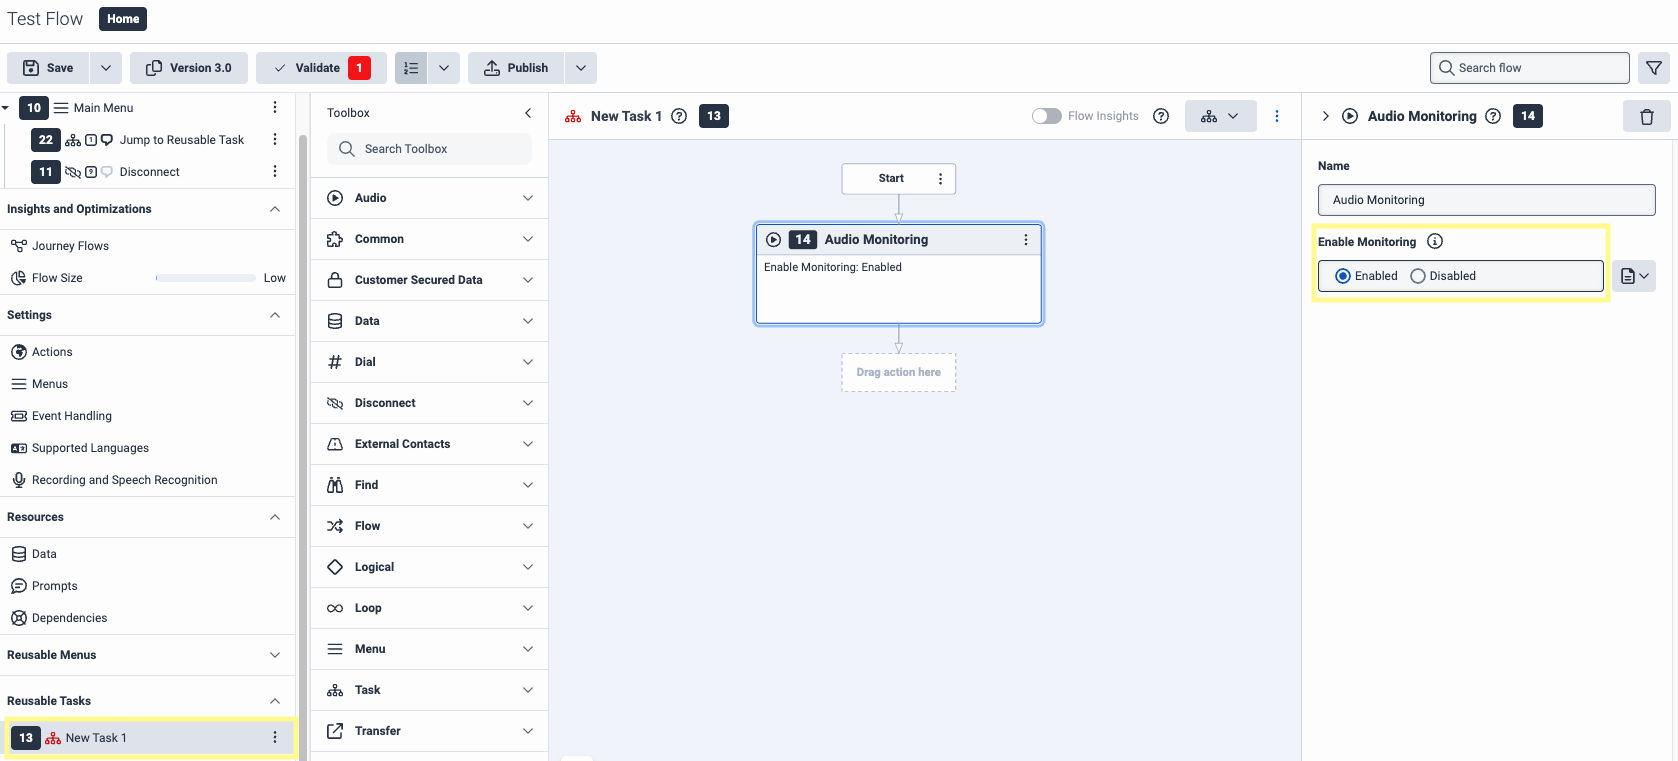 Test Flow Home
Save Version 3.0 Validate 1 Publish Search flow
10 Main Menu
22 1 Jump to Reusable Task
11 9 Disconnect
Insights and Optimizations
Journey Flows
Flow Size Low
Settings
Actions
Menus
Event Handling
Supported Languages
Recording and Speech Recognition
Resources
Data
Prompts
Dependencies
Reusable Menus
Reusable Tasks
13 New Task 1
Toolbox
Search Toolbox
Audio
Common
Customer Secured Data
Data
Dial
Disconnect
External Contacts
Find
Flow
Logical
Loop
Menu
Task
Transfer
New Task 1 ? 13 Flow Insights ?
Start
14 Audio Monitoring
Enable Monitoring: Enabled
Drag action here
Audio Monitoring ? 14
Name
Audio Monitoring
Enable Monitoring
Enabled Disabled